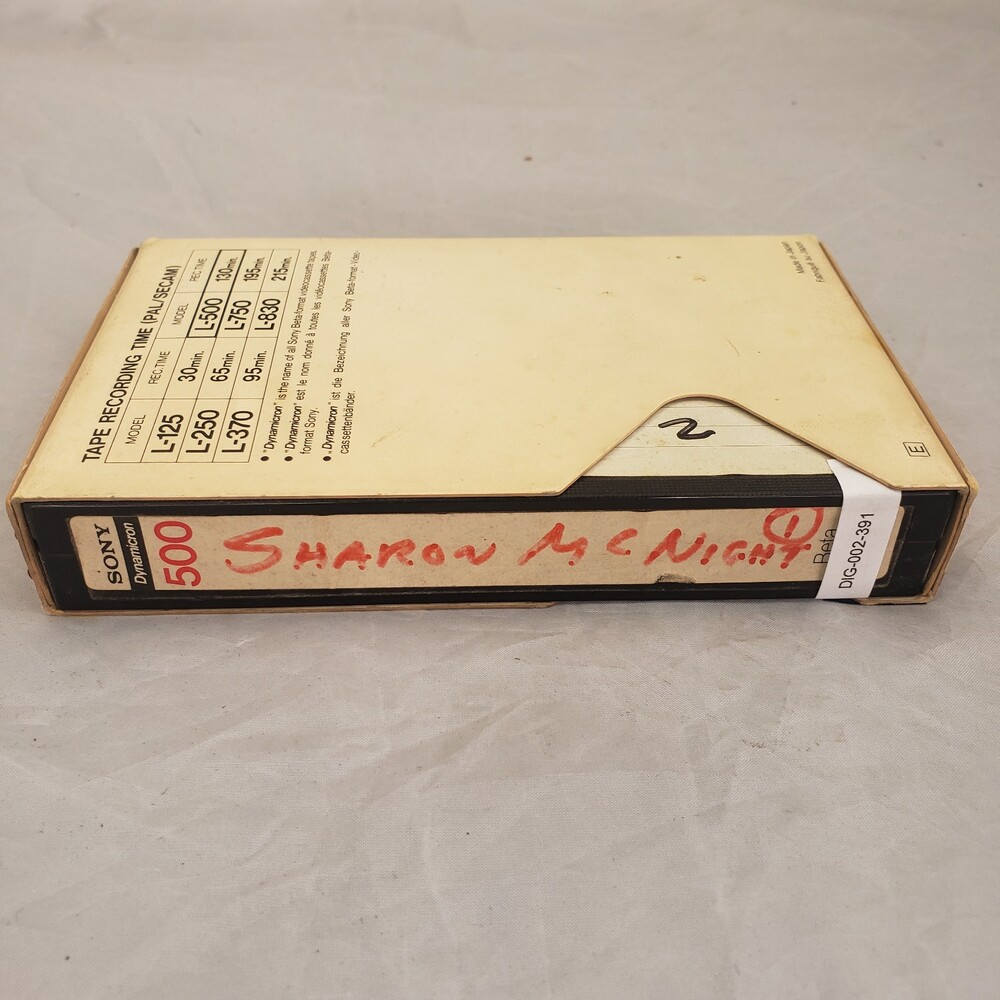 TAPE RECORDING TIME (PAL/SECAM)
MODEL REC.TIME MODEL REC.TIME
L-125 30min. L-500 130min.
L-250 65min. L-750 195min.
L-370 95min. L-830 215min.
● "Dynamicron" is the name of all Sony Beta-format videocassette tapes.
● "Dynamicron" est le nom donné à toutes les vidéocassettes Beta-
format Sony.
● „Dynamicron" ist die Bezeichnung aller Sony Beta-format-Video-
cassettenbänder.
Made in Japan
Fabriqué au Japon
E
2
SONY
Dynamicron
500
SHARON MCNIGHT
Beta
DIG-002-391